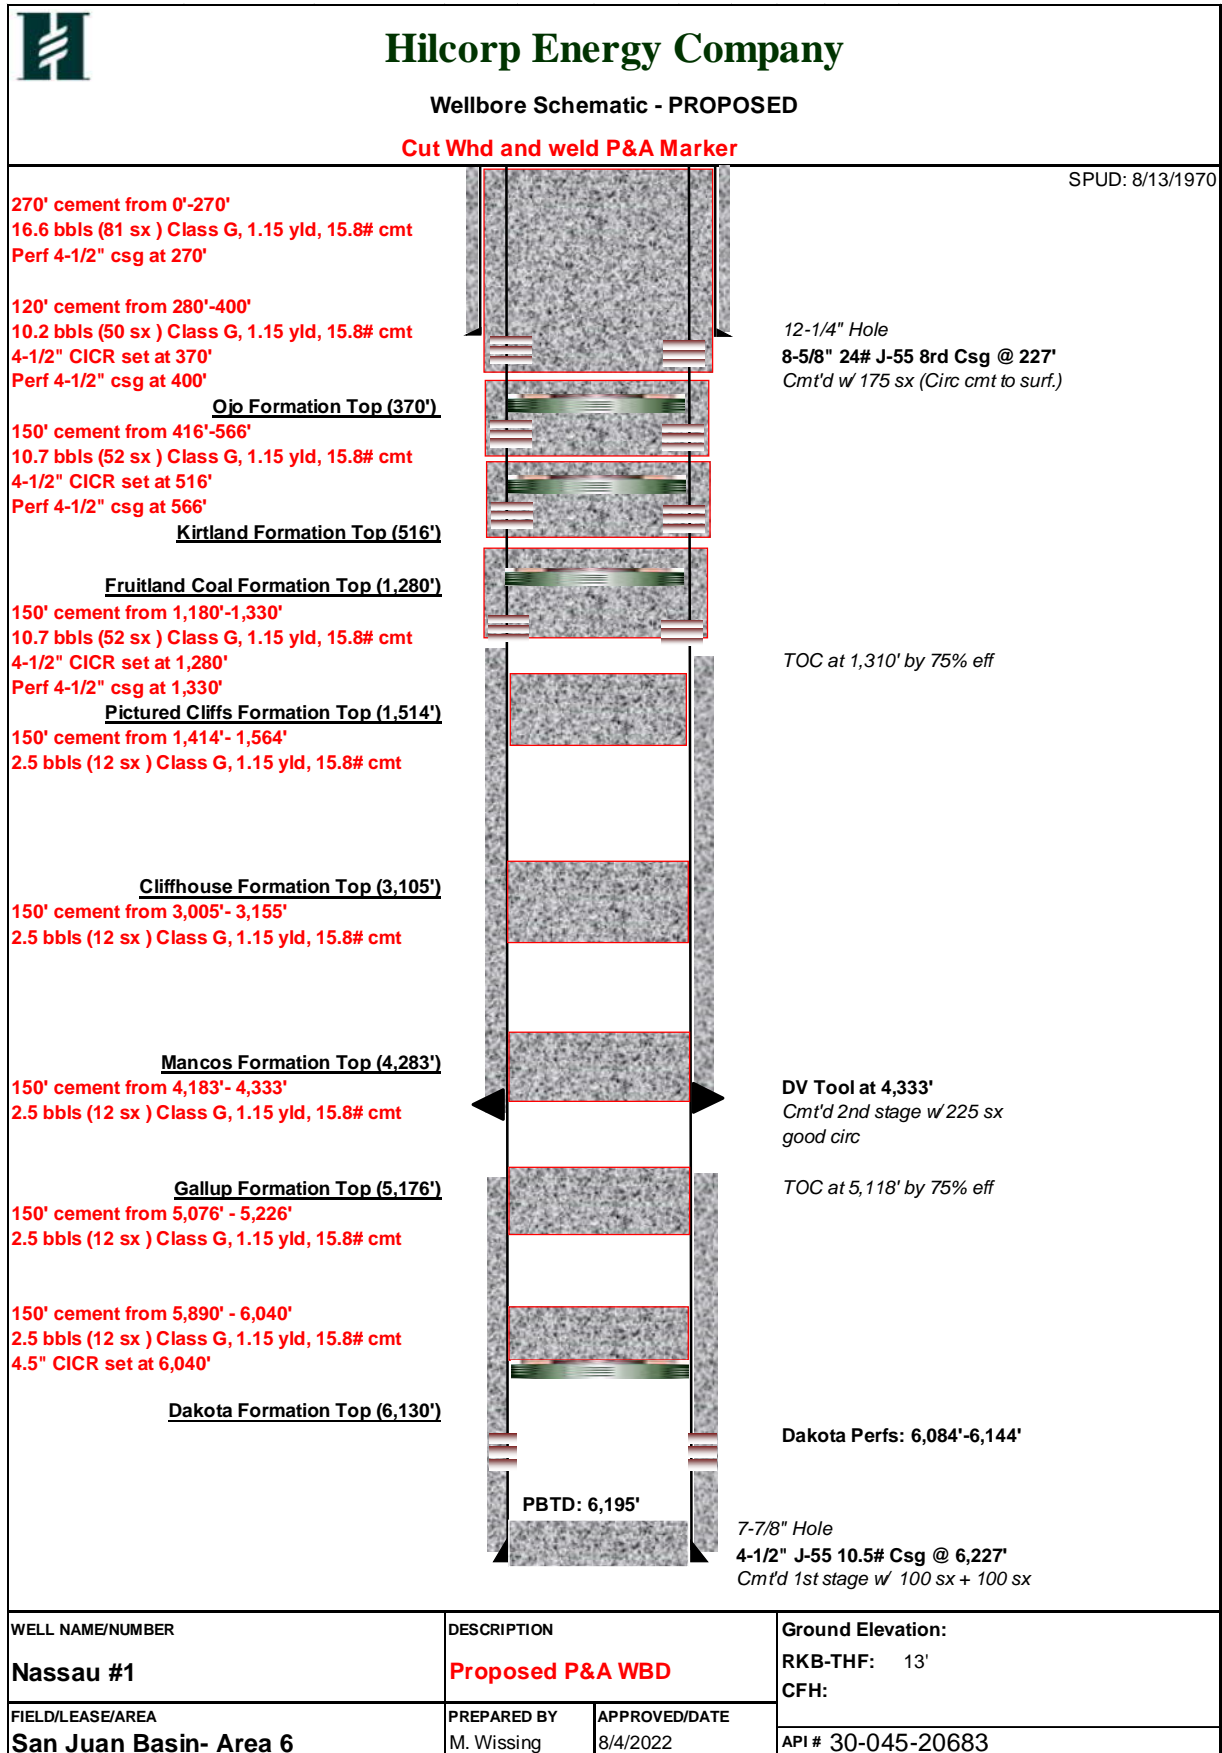 Hilcorp Energy Company
Wellbore Schematic - PROPOSED
Cut Whd and weld P&A Marker
SPUD: 8/13/1970
270' cement from 0'-270'
16.6 bbls (81 sx ) Class G, 1.15 yld, 15.8# cmt
Perf 4-1/2" csg at 270'
120' cement from 280'-400'
10.2 bbls (50 sx ) Class G, 1.15 yld, 15.8# cmt
4-1/2" CICR set at 370'
Perf 4-1/2" csg at 400'
12-1/4" Hole
8-5/8" 24# J-55 8rd Csg @ 227'
Cmt'd w/ 175 sx (Circ cmt to surf.)
Ojo Formation Top (370')
150' cement from 416'-566'
10.7 bbls (52 sx ) Class G, 1.15 yld, 15.8# cmt
4-1/2" CICR set at 516'
Perf 4-1/2" csg at 566'
Kirtland Formation Top (516')
Fruitland Coal Formation Top (1,280')
150' cement from 1,180'-1,330'
10.7 bbls (52 sx ) Class G, 1.15 yld, 15.8# cmt
4-1/2" CICR set at 1,280'
Perf 4-1/2" csg at 1,330'
TOC at 1,310' by 75% eff
Pictured Cliffs Formation Top (1,514')
150' cement from 1,414'- 1,564'
2.5 bbls (12 sx ) Class G, 1.15 yld, 15.8# cmt
Cliffhouse Formation Top (3,105')
150' cement from 3,005'- 3,155'
2.5 bbls (12 sx ) Class G, 1.15 yld, 15.8# cmt
Mancos Formation Top (4,283')
150' cement from 4,183'- 4,333'
2.5 bbls (12 sx ) Class G, 1.15 yld, 15.8# cmt
DV Tool at 4,333'
Cmt'd 2nd stage w/ 225 sx
good circ
Gallup Formation Top (5,176')
150' cement from 5,076' - 5,226'
2.5 bbls (12 sx ) Class G, 1.15 yld, 15.8# cmt
TOC at 5,118' by 75% eff
150' cement from 5,890' - 6,040'
2.5 bbls (12 sx ) Class G, 1.15 yld, 15.8# cmt
4.5" CICR set at 6,040'
Dakota Formation Top (6,130')
Dakota Perfs: 6,084'-6,144'
PBTD: 6,195'
7-7/8" Hole
4-1/2" J-55 10.5# Csg @ 6,227'
Cmt'd 1st stage w/ 100 sx + 100 sx
WELL NAME/NUMBER
Nassau #1
DESCRIPTION
Proposed P&A WBD
Ground Elevation:
RKB-THF: 13'
CFH:
FIELD/LEASE/AREA
San Juan Basin- Area 6
PREPARED BY
M. Wissing
APPROVED/DATE
8/4/2022
API # 30-045-20683